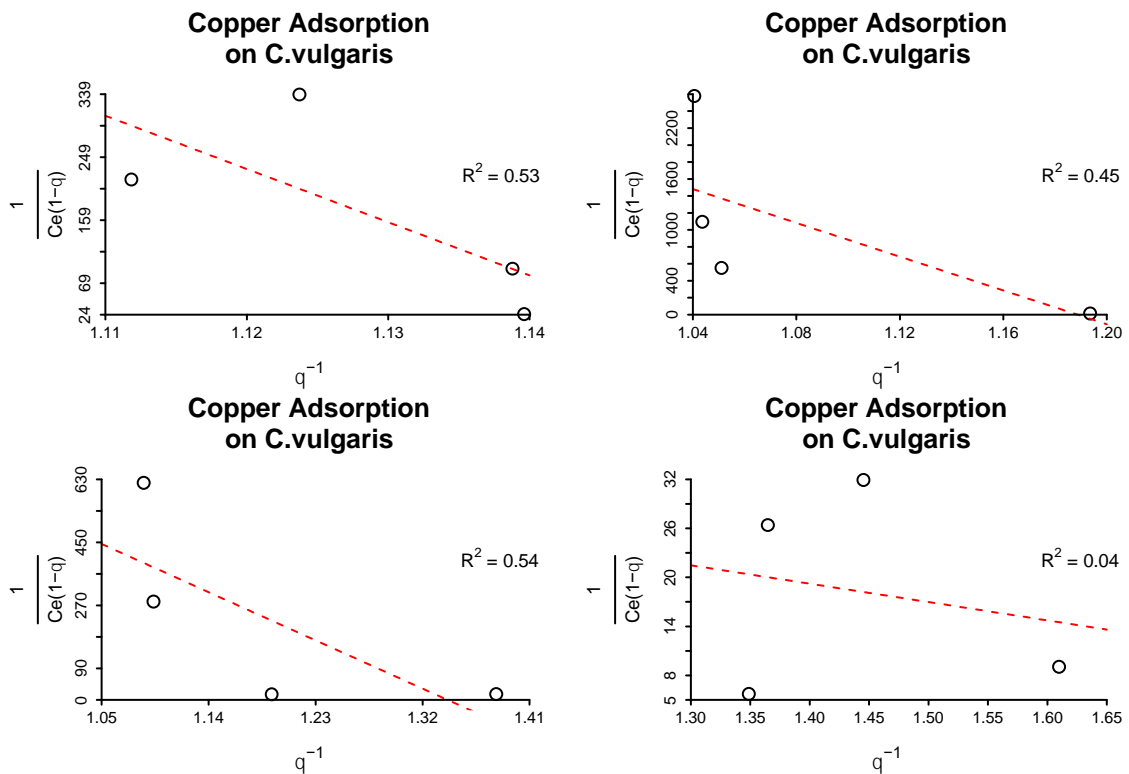 Copper Adsorption
on C.vulgaris
339
249
159
69
24
1
Ce(1−q)
R² = 0.53
1.11 1.12 1.13 1.14
q⁻¹
Copper Adsorption
on C.vulgaris
2200
1600
1000
400
0
1
Ce(1−q)
R² = 0.45
1.04 1.08 1.12 1.16 1.20
q⁻¹
Copper Adsorption
on C.vulgaris
630
450
270
90
0
1
Ce(1−q)
R² = 0.54
1.05 1.14 1.23 1.32 1.41
q⁻¹
Copper Adsorption
on C.vulgaris
32
26
20
14
8
5
1
Ce(1−q)
R² = 0.04
1.30 1.35 1.40 1.45 1.50 1.55 1.60 1.65
q⁻¹